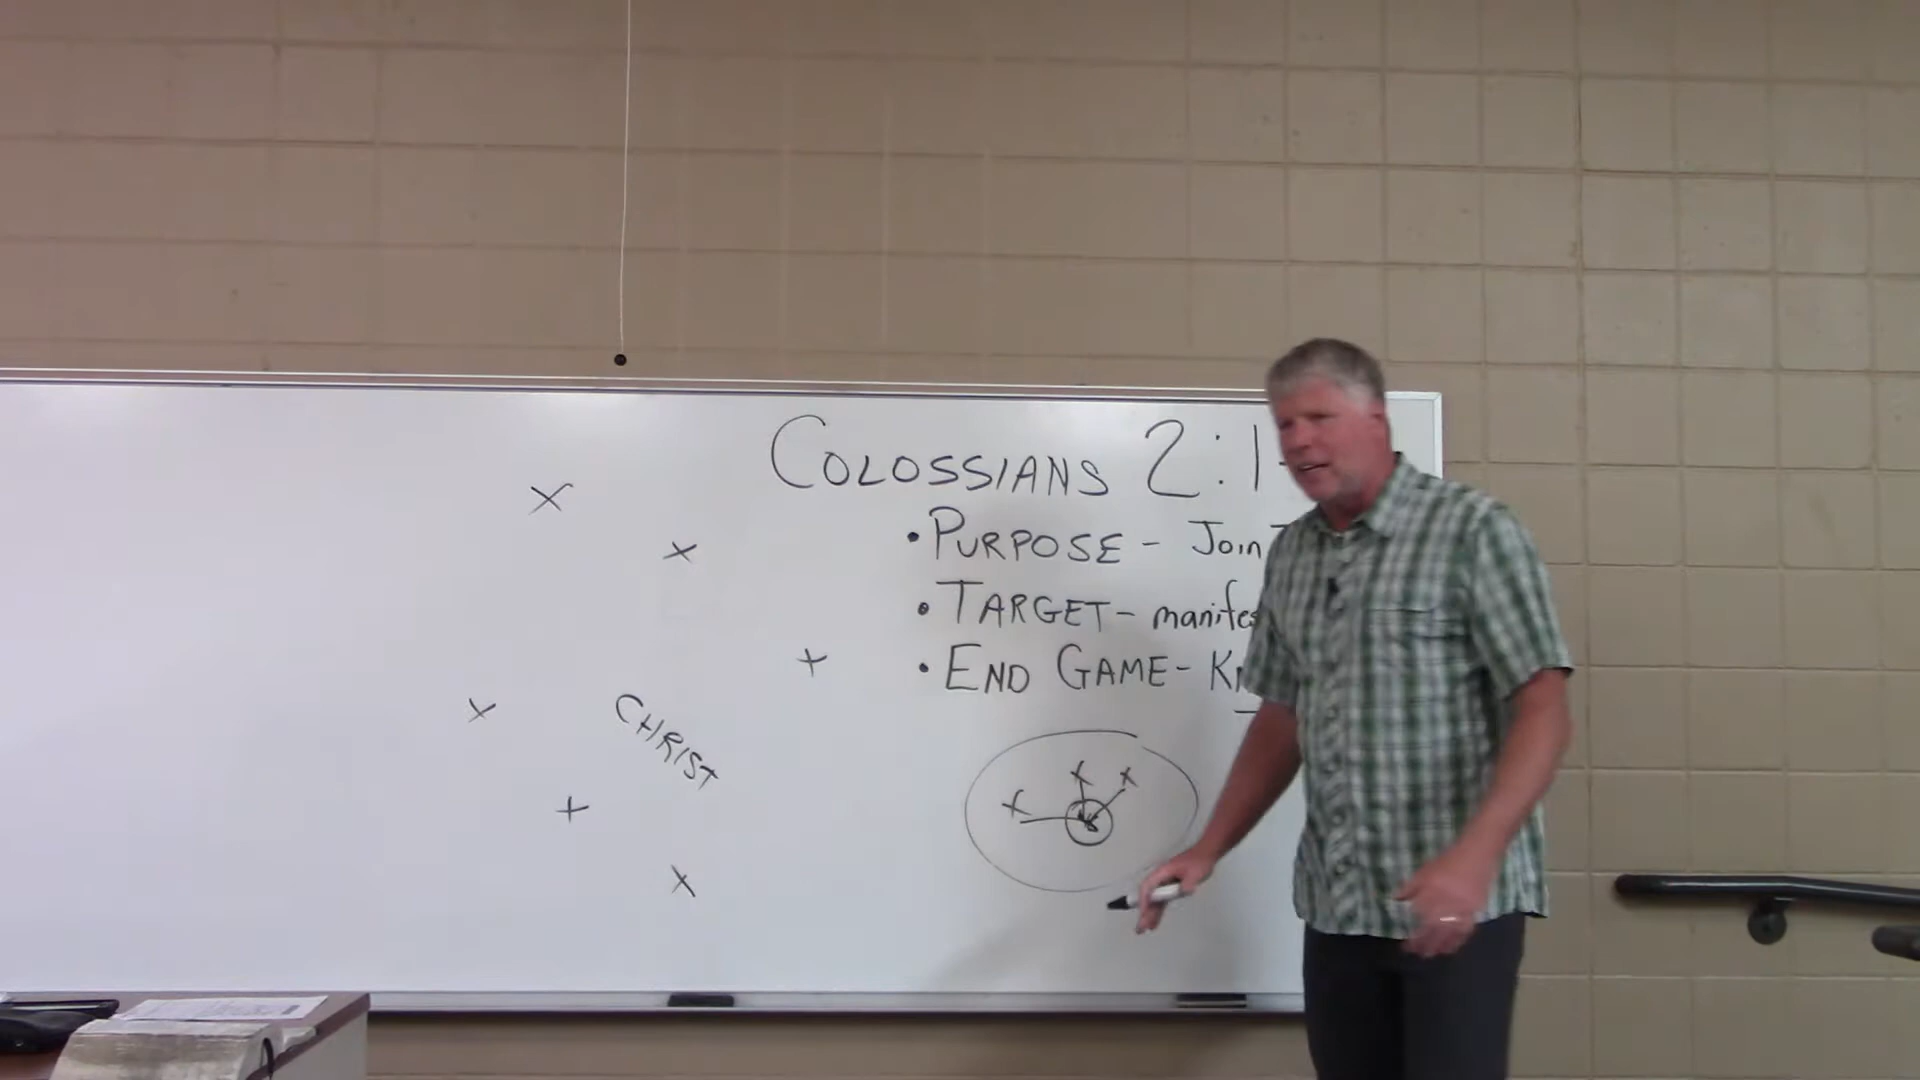 COLOSSIANS 2:1-
• PURPOSE - Join
• TARGET - manifes
• END GAME -
CHRIST